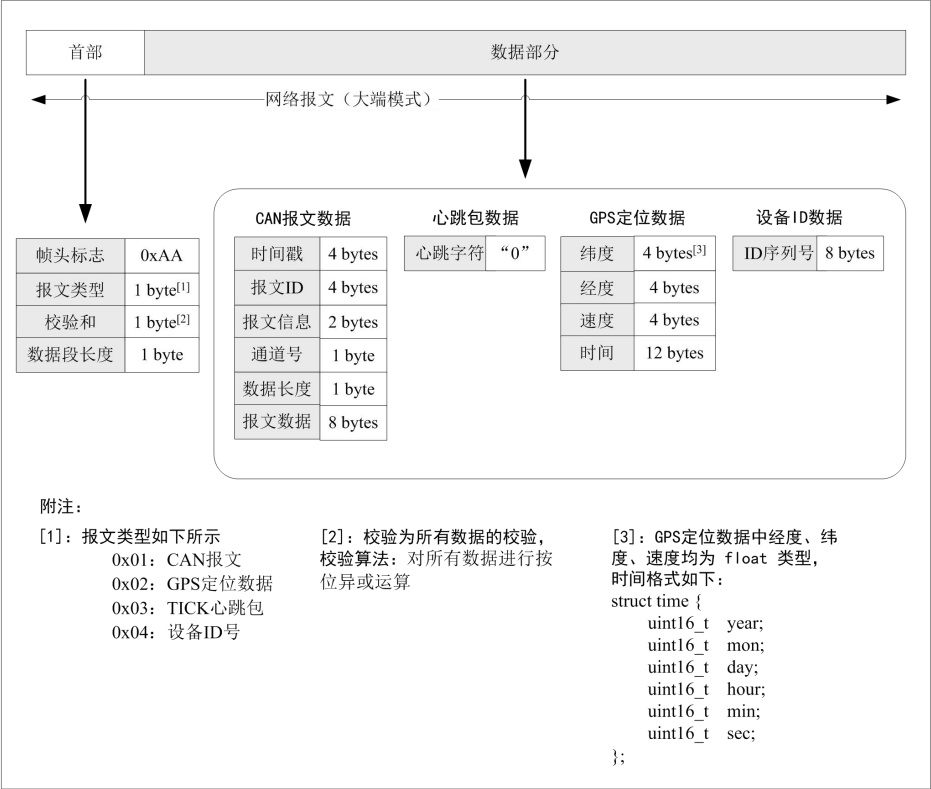 首部 数据部分
网络报文（大端模式）
CAN报文数据 心跳包数据 GPS定位数据 设备ID数据
帧头标志 0xAA
报文类型 1 byte[1]
校验和 1 byte[2]
数据段长度 1 byte
时间戳 4 bytes
报文ID 4 bytes
报文信息 2 bytes
通道号 1 byte
数据长度 1 byte
报文数据 8 bytes
心跳字符 “0”
纬度 4 bytes[3]
经度 4 bytes
速度 4 bytes
时间 12 bytes
ID序列号 8 bytes
附注：
[1]：报文类型如下所示
0x01：CAN报文
0x02：GPS定位数据
0x03：TICK心跳包
0x04：设备ID号
[2]：校验为所有数据的校验，
校验算法：对所有数据进行按
位异或运算
[3]：GPS定位数据中经度、纬
度、速度均为 float 类型，
时间格式如下：
struct time {
uint16_t year;
uint16_t mon;
uint16_t day;
uint16_t hour;
uint16_t min;
uint16_t sec;
};